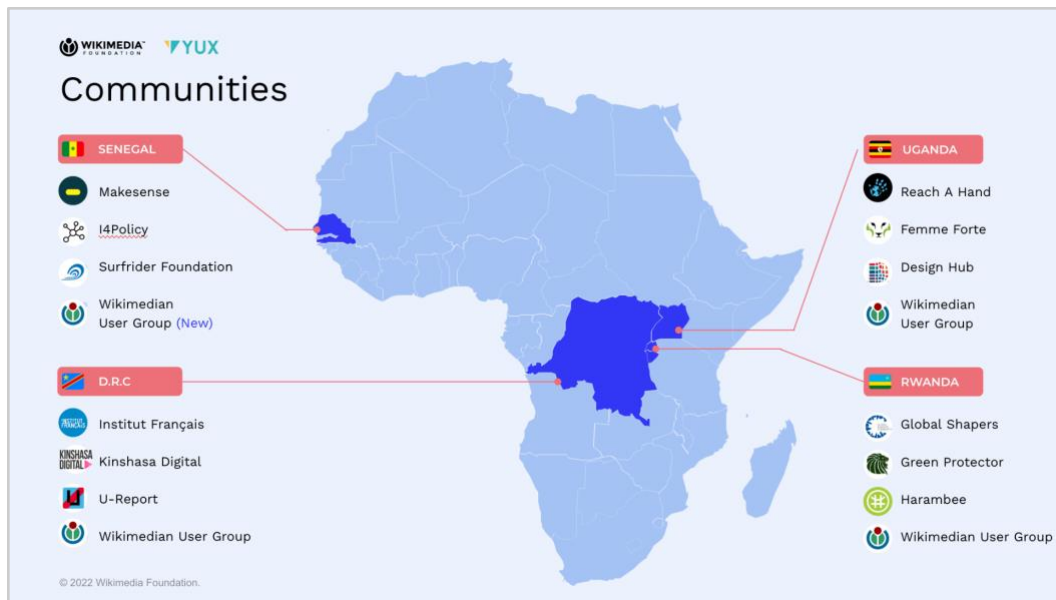 WIKIMEDIA
FOUNDATION
YUX
Communities
SENEGAL
Makesense
I4Policy
Surfrider Foundation
Wikimedian
User Group (New)
D.R.C
INSTITUT
FRANÇAIS
Institut Français
KINSHASA
DIGITAL
Kinshasa Digital
U-Report
Wikimedian User Group
UGANDA
Reach A Hand
Femme Forte
Design Hub
Wikimedian
User Group
RWANDA
Global Shapers
Green Protector
Harambee
Wikimedian User Group
© 2022 Wikimedia Foundation.